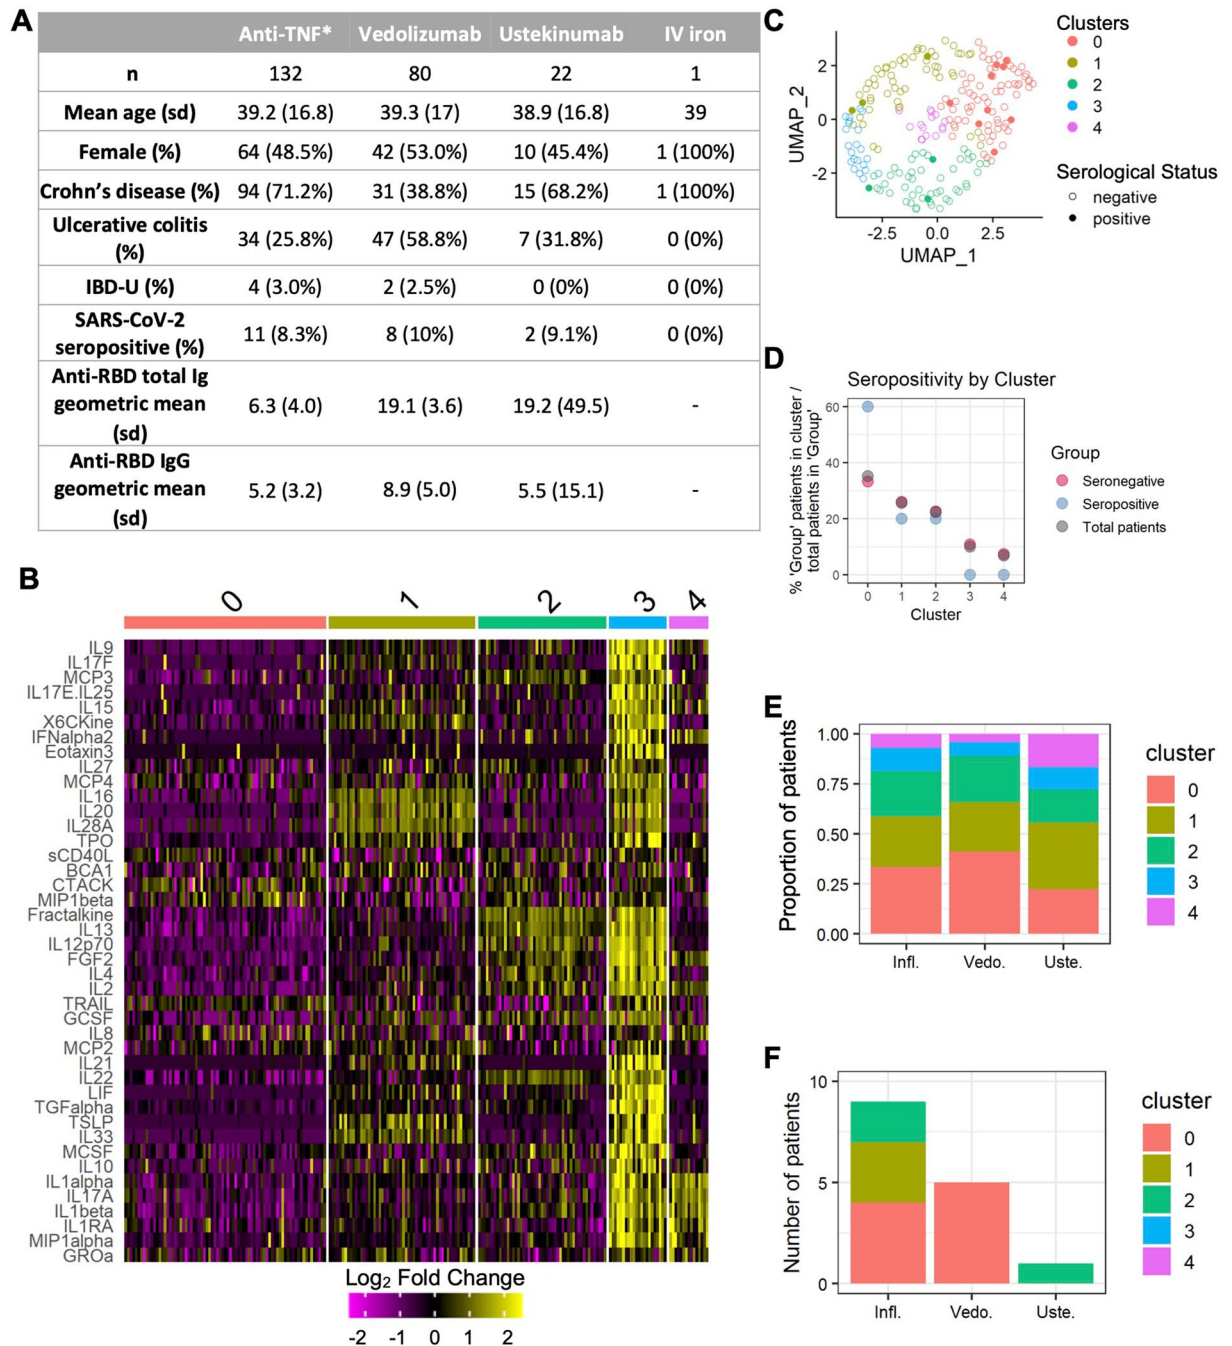 A
Anti-TNF* Vedolizumab Ustekinumab IV iron
n 132 80 22 1
Mean age (sd) 39.2 (16.8) 39.3 (17) 38.9 (16.8) 39
Female (%) 64 (48.5%) 42 (53.0%) 10 (45.4%) 1 (100%)
Crohn's disease (%) 94 (71.2%) 31 (38.8%) 15 (68.2%) 1 (100%)
Ulcerative colitis
(%) 34 (25.8%) 47 (58.8%) 7 (31.8%) 0 (0%)
IBD-U (%) 4 (3.0%) 2 (2.5%) 0 (0%) 0 (0%)
SARS-CoV-2
seropositive (%) 11 (8.3%) 8 (10%) 2 (9.1%) 0 (0%)
Anti-RBD total Ig
geometric mean 6.3 (4.0) 19.1 (3.6) 19.2 (49.5) -
(sd)
Anti-RBD IgG
geometric mean 5.2 (3.2) 8.9 (5.0) 5.5 (15.1) -
(sd)
B
0 1 2 3 4
IL9
IL17F
MCP3
IL17E.IL25
IL15
X6CKine
IFNalpha2
Eotaxin3
IL27
MCP4
IL16
IL20
IL28A
TPO
sCD40L
BCA1
CTACK
MIP1beta
Fractalkine
IL13
IL12p70
FGF2
IL4
IL2
TRAIL
GCSF
IL8
MCP2
IL21
IL22
LIF
TGFalpha
TSLP
IL33
MCSF
IL10
IL1alpha
IL17A
IL1beta
IL1RA
MIP1alpha
GROa
Log₂ Fold Change
-2 -1 0 1 2
C
UMAP_2
2
0
-2
-2.5 0.0 2.5
UMAP_1
Clusters
0
1
2
3
4
Serological Status
negative
positive
D
Seropositivity by Cluster
% 'Group' patients in cluster /
total patients in 'Group'
60
40
20
0
0 1 2 3 4
Cluster
Group
Seronegative
Seropositive
Total patients
E
Proportion of patients
1.00
0.75
0.50
0.25
0.00
Infl. Vedo. Uste.
cluster
0
1
2
3
4
F
Number of patients
10
5
0
Infl. Vedo. Uste.
cluster
0
1
2
3
4